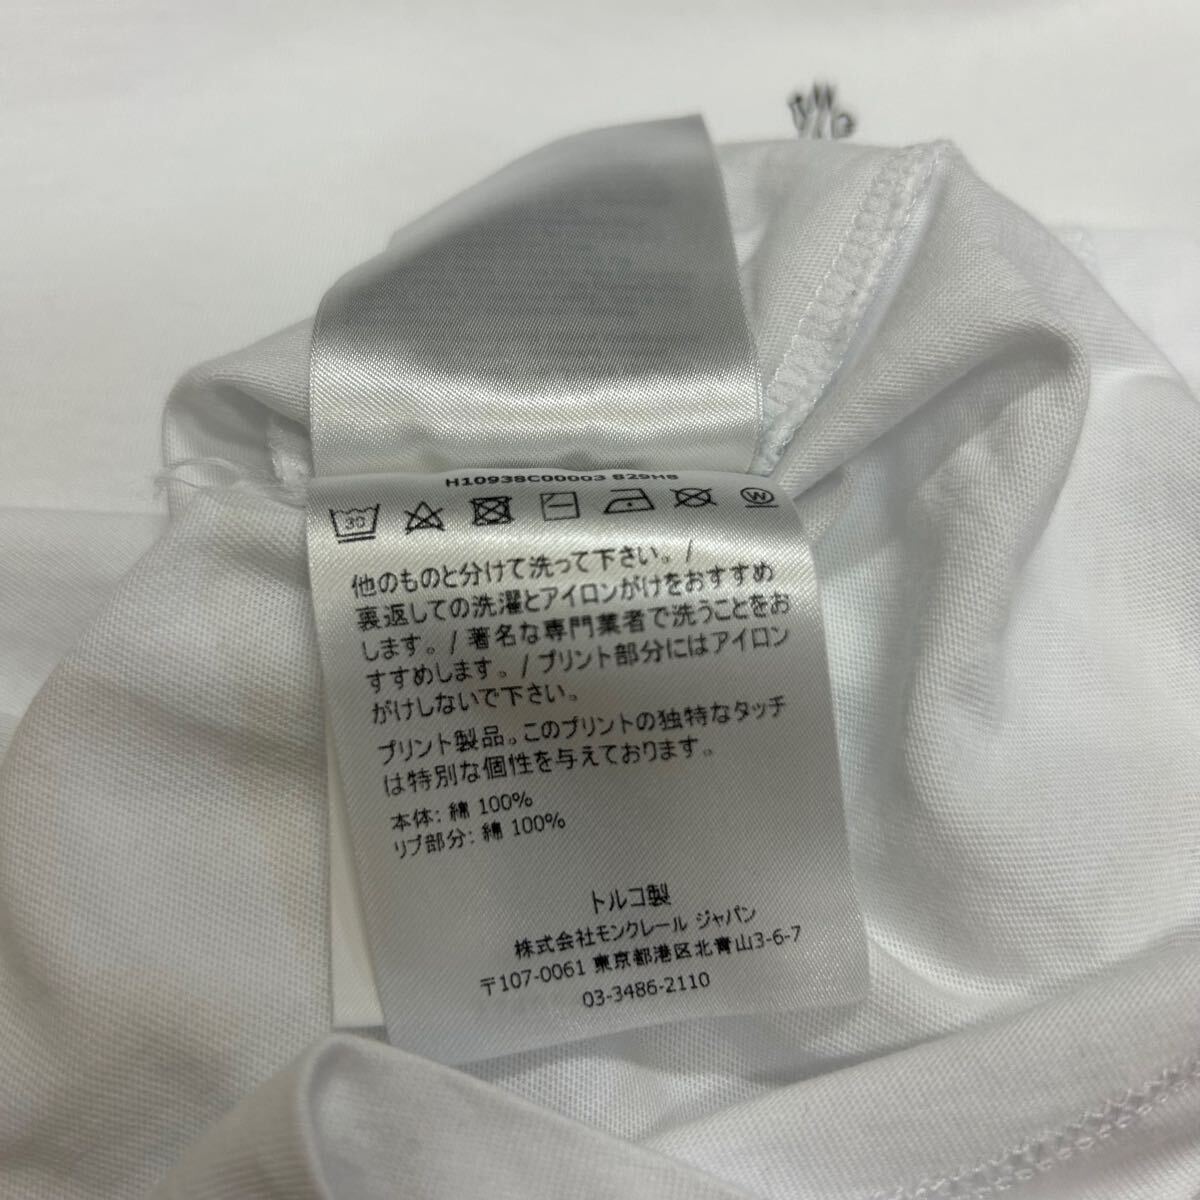 H10938C00003 829H8
30
W
他のものと分けて洗って下さい。/
裏返しての洗濯とアイロンがけをおすすめ
します。/ 著名な専門業者で洗うことをお
すすめします。/ プリント部分にはアイロン
がけしないで下さい。
プリント製品。このプリントの独特なタッチ
は特別な個性を与えております。
本体: 綿 100%
リブ部分: 綿 100%
トルコ製
株式会社モンクレール ジャパン
〒107-0061 東京都港区北青山3-6-7
03-3486-2110